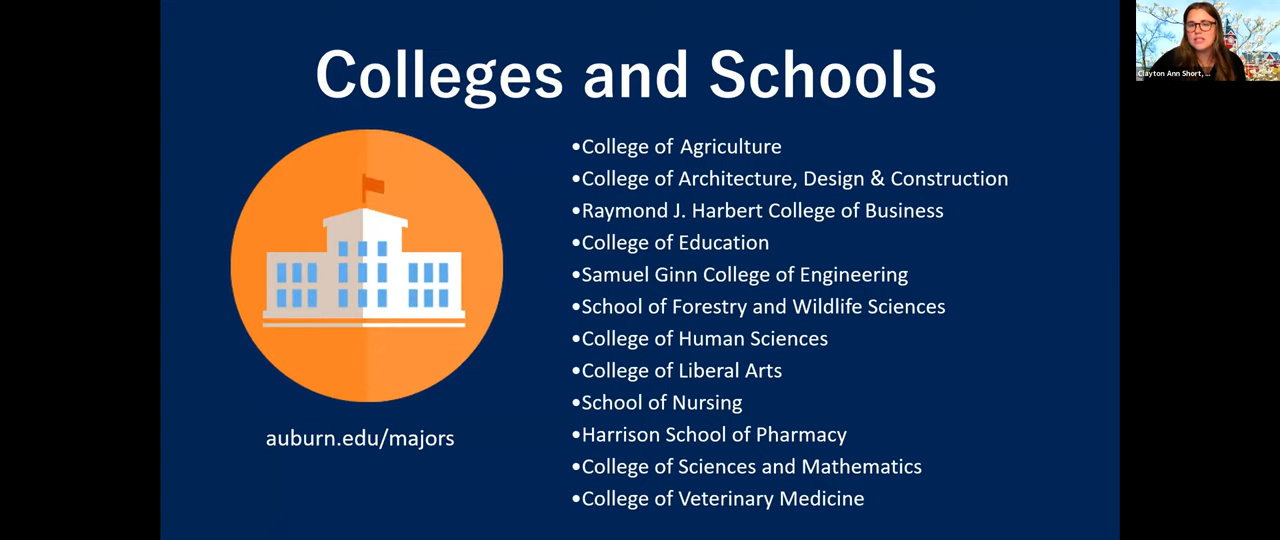 Colleges and Schools
•College of Agriculture
•College of Architecture, Design & Construction
•Raymond J. Harbert College of Business
•College of Education
•Samuel Ginn College of Engineering
•School of Forestry and Wildlife Sciences
•College of Human Sciences
•College of Liberal Arts
•School of Nursing
•Harrison School of Pharmacy
•College of Sciences and Mathematics
•College of Veterinary Medicine
auburn.edu/majors
Clayton Ann Short, ...